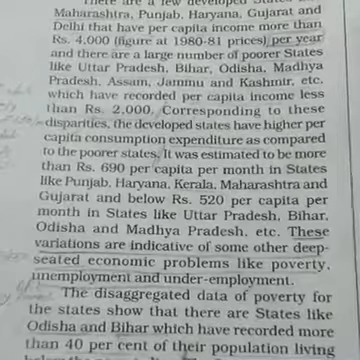 There are a few developed States
Maharashtra, Punjab, Haryana, Gujarat and
Delhi that have per capita income more than
Rs. 4,000 (figure at 1980-81 prices) per year
and there are a large number of poorer States
like Uttar Pradesh, Bihar, Odisha, Madhya
Pradesh, Assam, Jammu and Kashmir, etc.
which have recorded per capita income less
than Rs. 2,000. Corresponding to these
disparities, the developed states have higher per
capita consumption expenditure as compared
to the poorer states. It was estimated to be more
than Rs. 690 per capita per month in States
like Punjab, Haryana, Kerala, Maharashtra and
Gujarat and below Rs. 520 per capita per
month in States like Uttar Pradesh, Bihar,
Odisha and Madhya Pradesh, etc. These
variations are indicative of some other deep-
seated economic problems like poverty,
unemployment and under-employment.
The disaggregated data of poverty for
the states show that there are States like
Odisha and Bihar which have recorded more
than 40 per cent of their population living